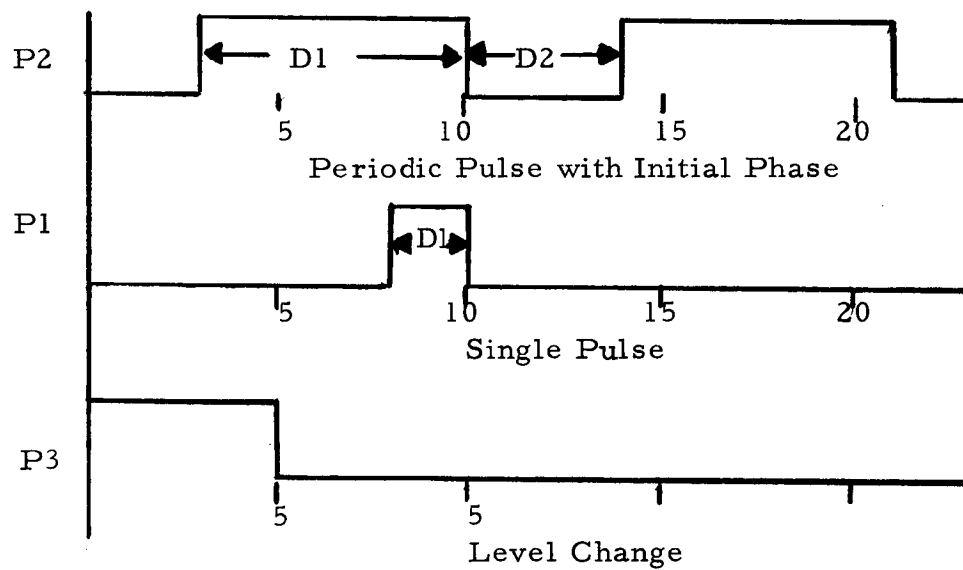 P2
D1
D2
5
10
15
20
Periodic Pulse with Initial Phase
P1
D1
5
10
15
20
Single Pulse
P3
5
5
Level Change